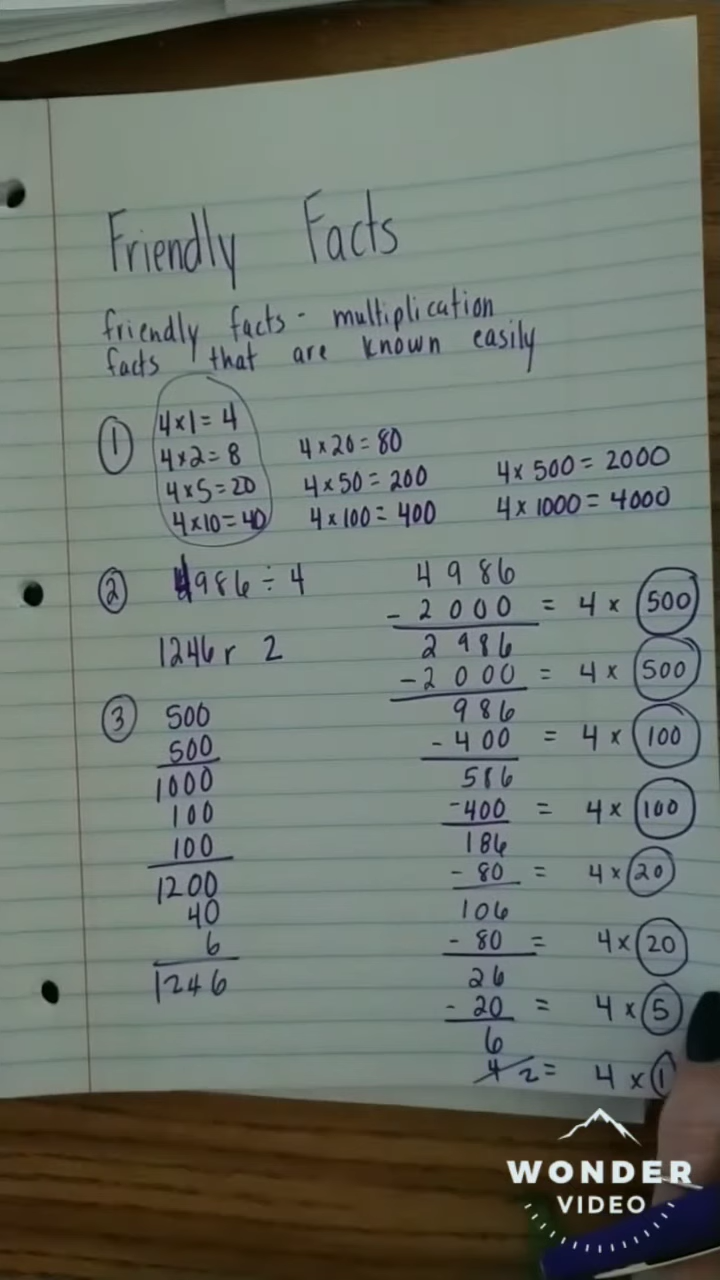 Friendly Facts
friendly facts - multiplication
facts that are known easily
① 4×1=4
4×2=8 4×20=80
4×5=20 4×50=200 4×500=2000
4×10=40 4×100=400 4×1000=4000
② 4986÷4
1246 r 2
4986
- 2000 = 4 × 500
2986
- 2000 = 4 × 500
986
- 400 = 4 × 100
586
- 400 = 4 × 100
186
- 80 = 4 × 20
106
- 80 = 4 × 20
26
- 20 = 4 × 5
6
4 2 = 4 × 1
③ 500
500
1000
100
100
1200
40
6
1246
WONDER
VIDEO